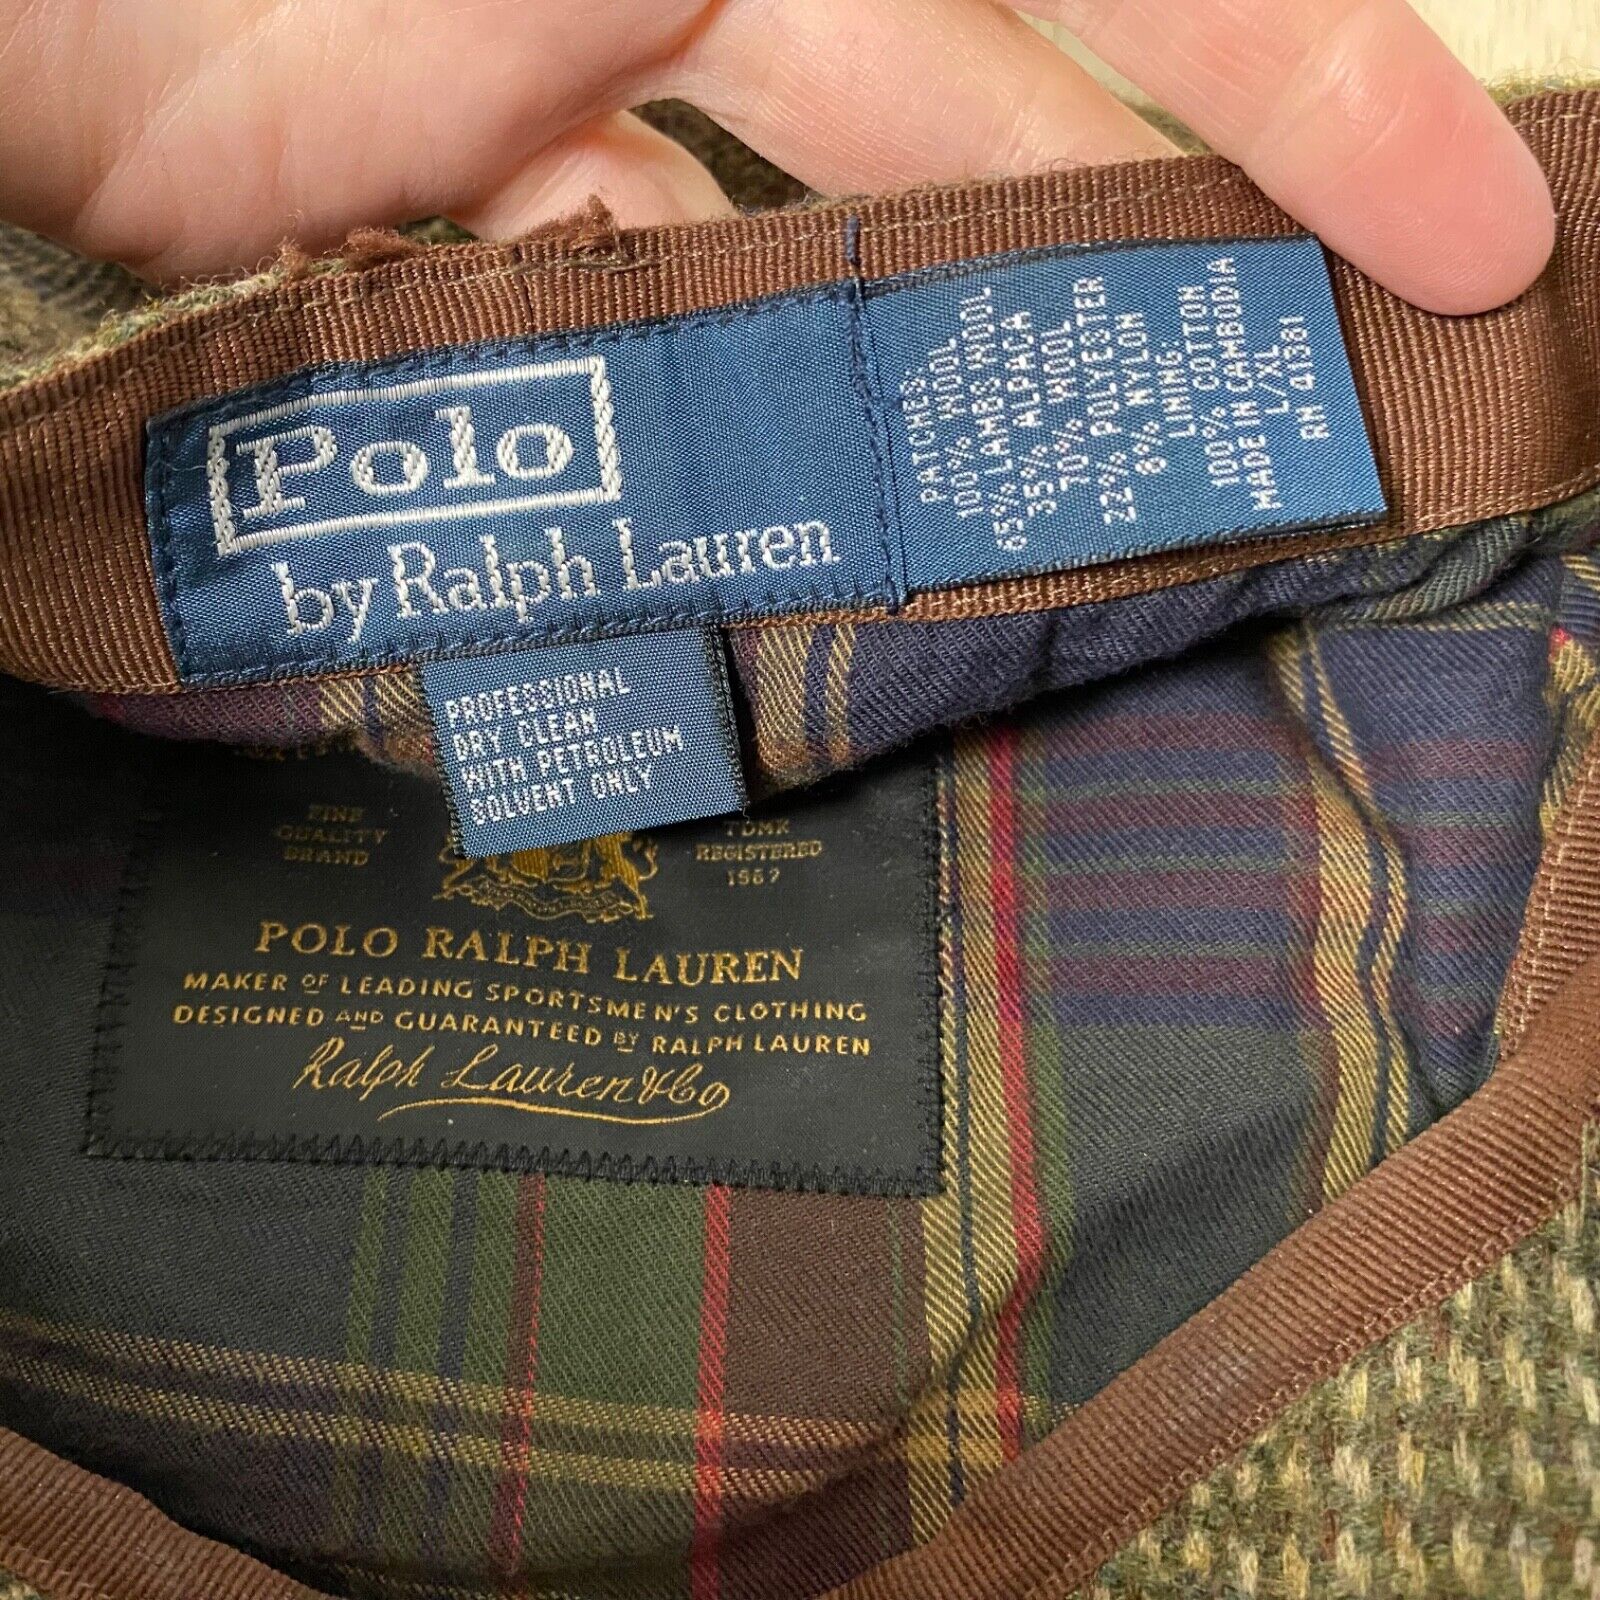 Polo
by Ralph Lauren
PATCHES
100% WOOL
65% LAMBS WOOL
35% ALPACA
70% WOOL
22% POLYESTER
8% NYLON
LINING:
100% COTTON
MADE IN CAMBODIA
L/XL
RN 41381
PROFESSIONAL
DRY CLEAN
WITH PETROLEUM
SOLVENT ONLY
FINE
QUALITY
BRAND
TDMK
REGISTERED
1967
POLO RALPH LAUREN
MAKER OF LEADING SPORTSMEN'S CLOTHING
DESIGNED AND GUARANTEED BY RALPH LAUREN
Ralph Lauren & Co